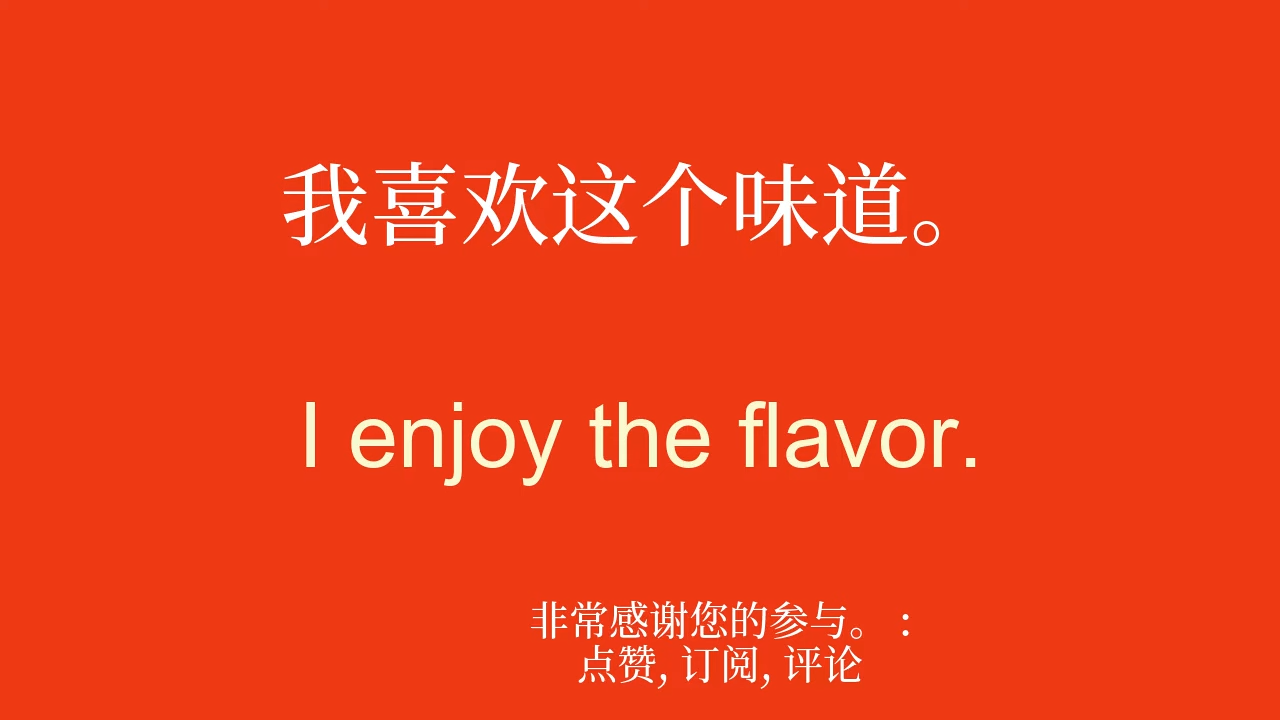 我喜欢这个味道。
I enjoy the flavor.
非常感谢您的参与。 :
点赞, 订阅, 评论